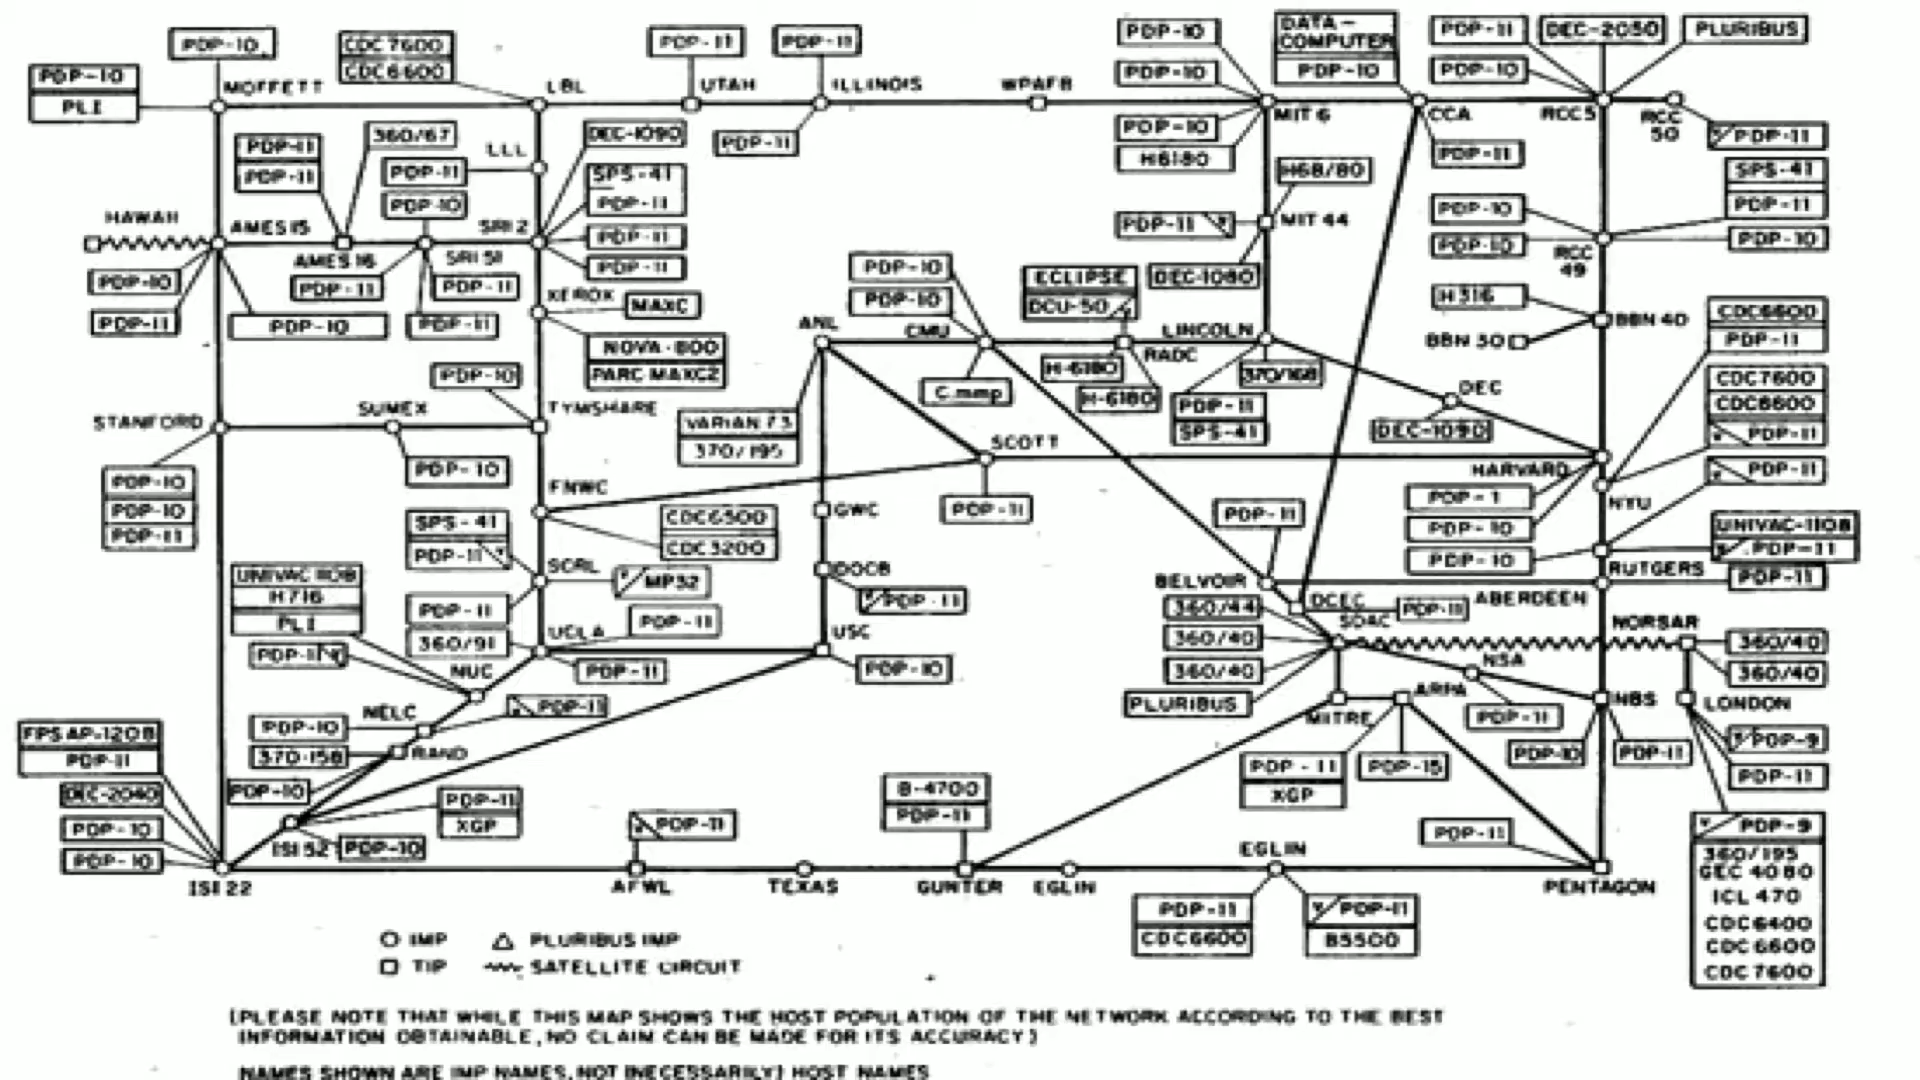 PDP-10
PDP-10
PLI
CDC 7600
CDC 6600
MOFFETT
LBL
PDP-11
UTAH
PDP-11
ILLINOIS
PDP-11
WPAFB
PDP-10
PDP-10
PDP-10
H6180
DATA-
COMPUTER
PDP-10
MIT 6
CCA
PDP-11
PDP-11
PDP-10
DEC-2050
PLURIBUS
RCC 5
RCC
50
PDP-11
PDP-11
PDP-11
360/67
LLL
PDP-11
PDP-10
DEC-1090
SPS-41
PDP-11
PDP-11
PDP-11
HAWAII
AMES 15
AMES 16
SRI 51
SRI 2
PDP-10
PDP-11
PDP-10
PDP-11
PDP-11
PDP-11
XEROX
MAXC
NOVA-800
PARC MAXC2
H68/80
PDP-11
MIT 44
DEC-1080
PDP-10
PDP-10
RCC
49
SPS-41
PDP-11
PDP-10
H316
BBN 40
BBN 30
PDP-10
PDP-10
ECLIPSE
DCU-50
ANL
CMU
RADC
LINCOLN
C.mmp
H-6180
H-6180
370/168
PDP-11
SPS-41
DEC
DEC-1090
CDC6600
PDP-11
CDC7600
CDC6600
PDP-11
PDP-11
STANFORD
SUMEX
TYMSHARE
PDP-10
PDP-10
PDP-10
PDP-10
PDP-11
VARIAN 73
370/195
SCOTT
PDP-11
HARVARD
PDP-1
PDP-10
PDP-10
NYU
FNWC
CDC6500
CDC3200
GWC
SPS-41
PDP-11
SCRL
MP32
PDP-11
DOCB
PDP-11
PDP-11
BELVOIR
UNIVAC-1108
PDP-11
RUTGERS
PDP-11
ABERDEEN
UNIVAC 1108
H716
PLI
PDP-11
360/91
UCLA
PDP-11
PDP-11
USC
PDP-10
360/44
360/40
360/40
PLURIBUS
DCEC
PDP-11
SDAC
NORSAR
360/40
360/40
NUC
NELC
PDP-10
PDP-11
370-158
RAND
PDP-10
NSA
PDP-11
MITRE
ARPA
NBS
PDP-10
PDP-11
LONDON
PDP-9
PDP-11
FPS AP-120B
PDP-11
DEC-2040
PDP-10
PDP-10
PDP-11
XGP
ISI 52
PDP-10
PDP-11
B-4700
PDP-11
PDP-11
XGP
PDP-15
PDP-11
PDP-9
360/195
GEC 4080
ICL 470
CDC6400
CDC6600
CDC7600
ISI 22
AFWL
TEXAS
GUNTER
EGLIN
EGLIN
PENTAGON
PDP-11
CDC6600
PDP-11
B5500
IMP
PLURIBUS IMP
TIP
SATELLITE CIRCUIT
(PLEASE NOTE THAT WHILE THIS MAP SHOWS THE HOST POPULATION OF THE NETWORK ACCORDING TO THE BEST
INFORMATION OBTAINABLE, NO CLAIM CAN BE MADE FOR ITS ACCURACY)
NAMES SHOWN ARE IMP NAMES, NOT (NECESSARILY) HOST NAMES